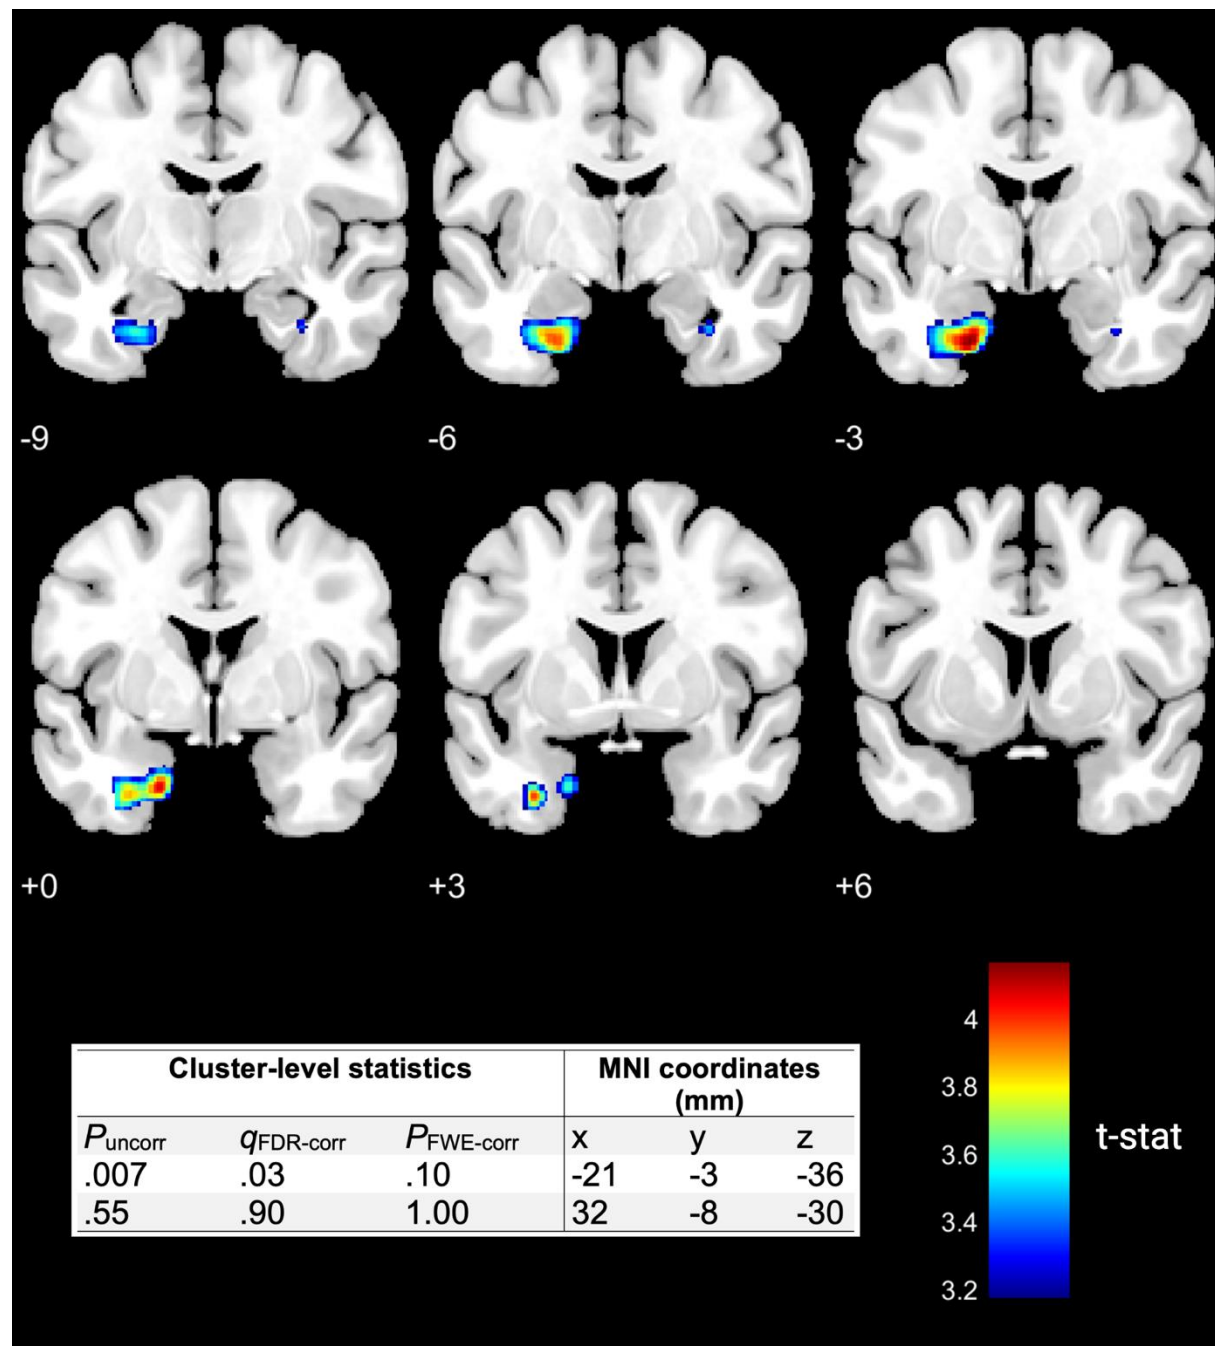 -9 -6 -3
+0 +3 +6
4
3.8
3.6
3.4
3.2
t-stat
Cluster-level statistics MNI coordinates
(mm)
Puncorr qFDR-corr PFWE-corr x y z
.007 .03 .10 -21 -3 -36
.55 .90 1.00 32 -8 -30